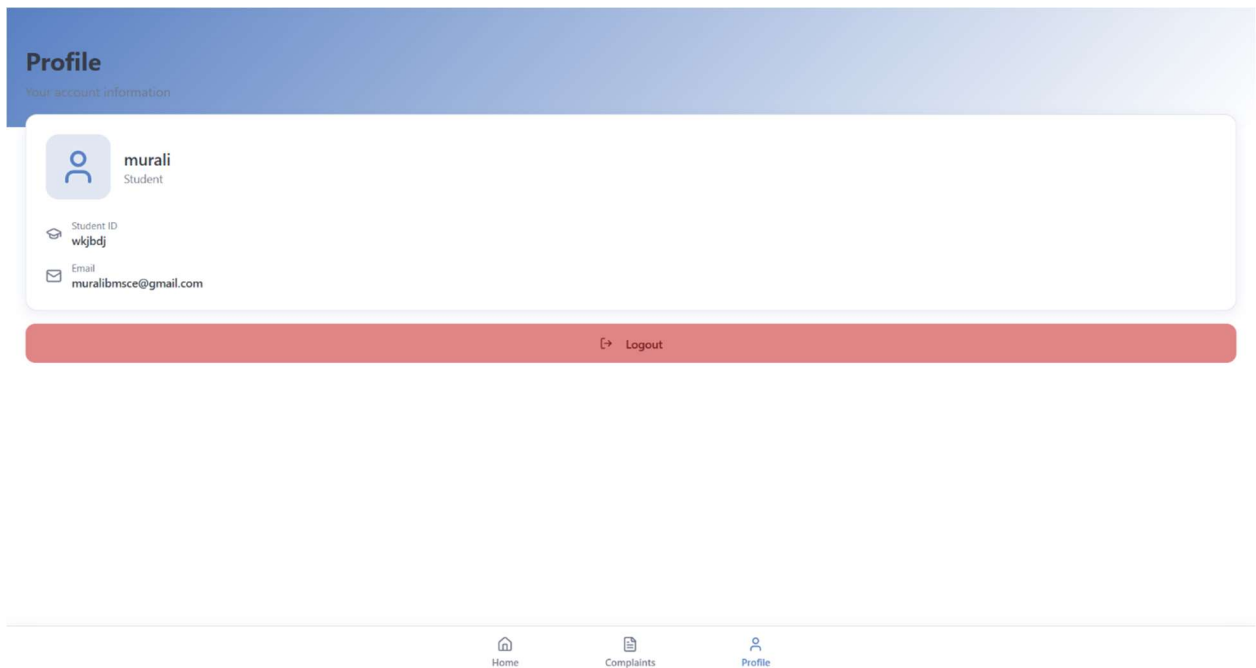 Profile
Your account information
murali
Student
Student ID
wkjbdj
Email
muralibmsce@gmail.com
Logout
Home
Complaints
Profile